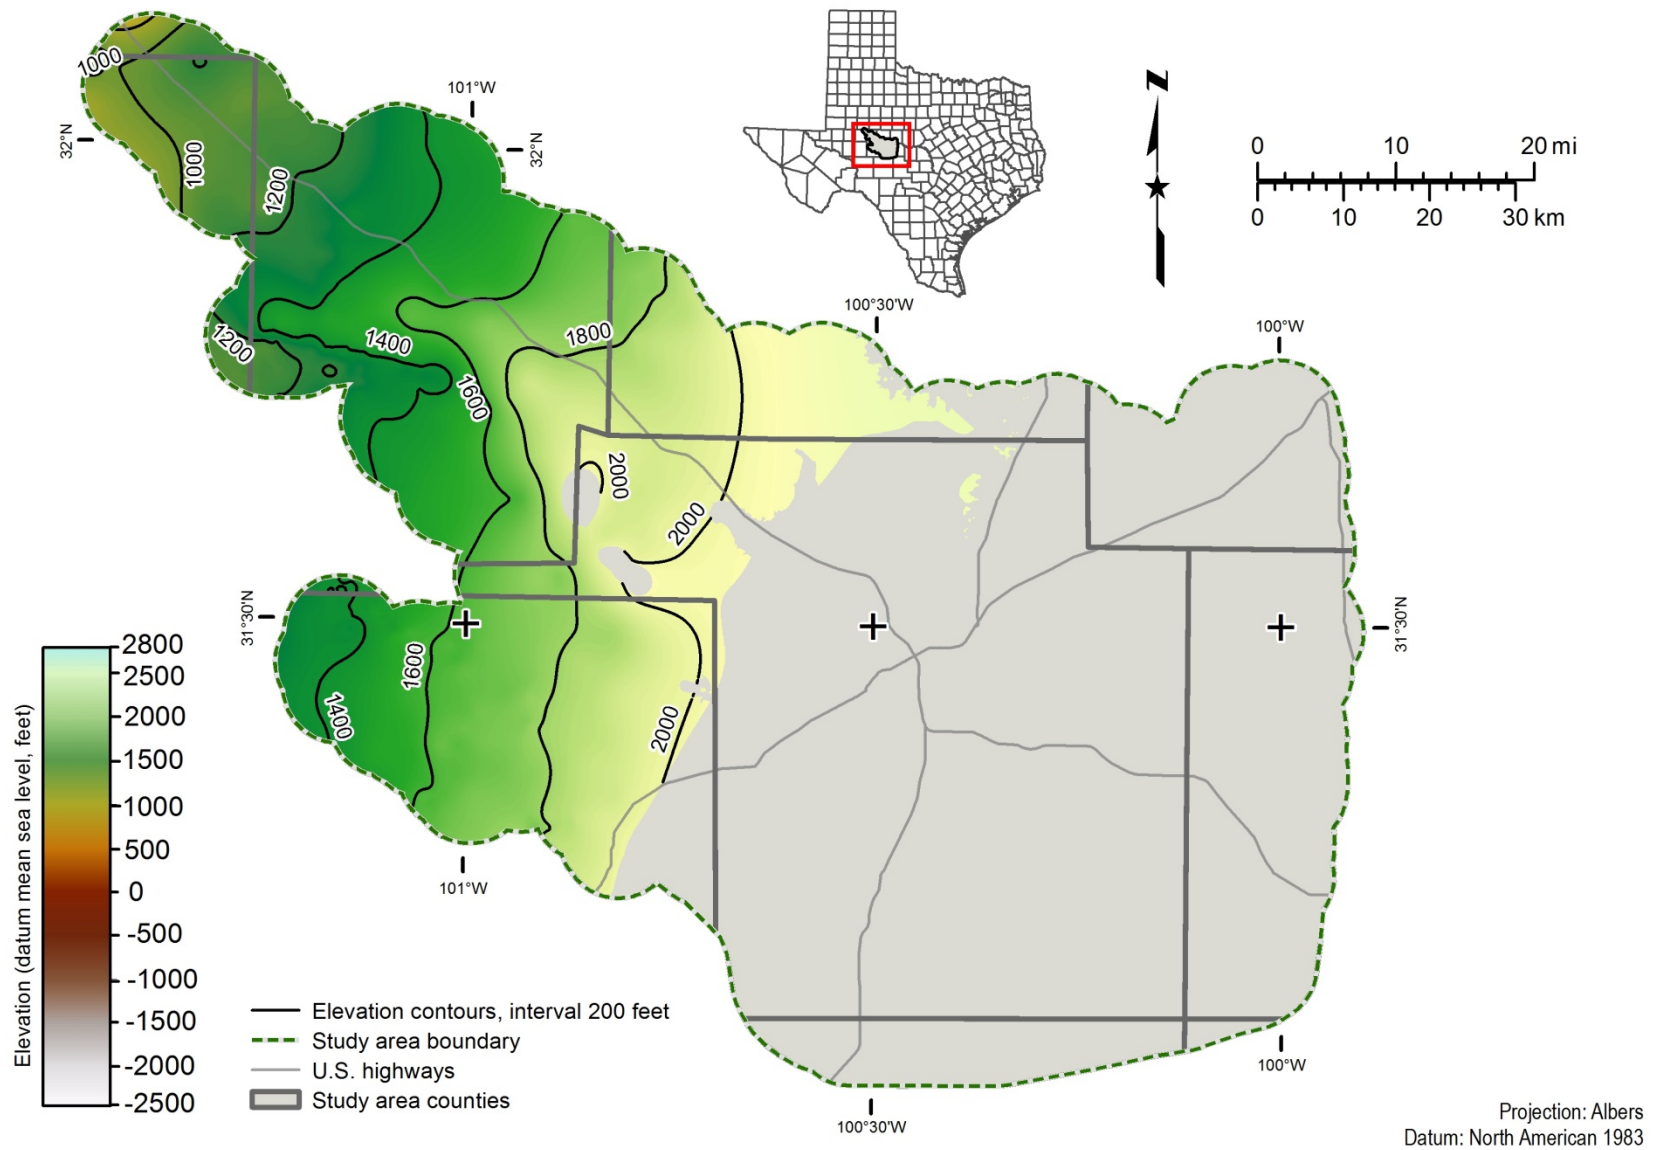 1000
101°W
32°N
32°N
1000
1200
N
0 10 20 mi
0 10 20 30 km
1200
1400
1800
1600
100°30'W
100°W
2000
2000
31°30'N
31°30'N
1600
1400
2000
101°W
Elevation (datum mean sea level, feet)
2800
2500
2000
1500
1000
500
0
-500
-1000
-1500
-2000
-2500
Elevation contours, interval 200 feet
Study area boundary
U.S. highways
Study area counties
100°W
100°30'W
Projection: Albers
Datum: North American 1983